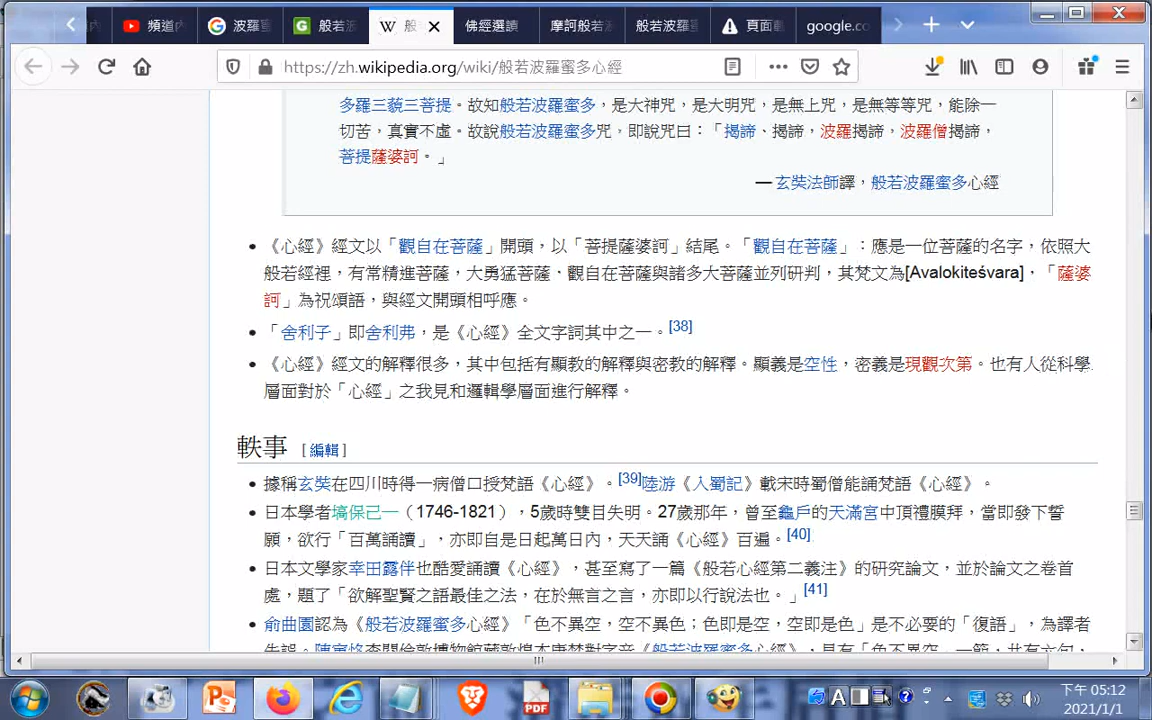 頻道內
波羅蜜
般若波
般
佛經選讀
摩訶般若
般若波羅蜜
頁面載
google.co
https://zh.wikipedia.org/wiki/般若波羅蜜多心經
多羅三藐三菩提。故知般若波羅蜜多，是大神咒，是大明咒，是無上咒，是無等等咒，能除一
切苦，真實不虛。故說般若波羅蜜多咒，即說咒曰：「揭諦、揭諦，波羅揭諦，波羅僧揭諦，
菩提薩婆訶。」
— 玄奘法師譯，般若波羅蜜多心經
• 《心經》經文以「觀自在菩薩」開頭，以「菩提薩婆訶」結尾。「觀自在菩薩」：應是一位菩薩的名字，依照大
般若經裡，有常精進菩薩，大勇猛菩薩、觀自在菩薩與諸多大菩薩並列研判，其梵文為[Avalokiteśvara]，「薩婆
訶」為祝頌語，與經文開頭相呼應。
• 「舍利子」即舍利弗，是《心經》全文字詞其中之一。[38]
• 《心經》經文的解釋很多，其中包括有顯教的解釋與密教的解釋。顯義是空性，密義是現觀次第。也有人從科學
層面對於「心經」之我見和邏輯學層面進行解釋。
軼事 [編輯]
• 據稱玄奘在四川時得一病僧口授梵語《心經》。[39]陸游《入蜀記》載宋時蜀僧能誦梵語《心經》。
• 日本學者塙保己一（1746-1821），5歲時雙目失明。27歲那年，曾至龜戶的天滿宮中頂禮膜拜，當即發下誓
願，欲行「百萬誦讀」，亦即自是日起萬日內，天天誦《心經》百遍。[40]
• 日本文學家幸田露伴也酷愛誦讀《心經》，甚至寫了一篇《般若心經第二義注》的研究論文，並於論文之卷首
處，題了「欲解聖賢之語最佳之法，在於無言之言，亦即以行說法也。」[41]
• 俞曲園認為《般若波羅蜜多心經》「色不異空，空不異色；色即是空，空即是色」是不必要的「復語」，為譯者
下午 05:12
2021/1/1